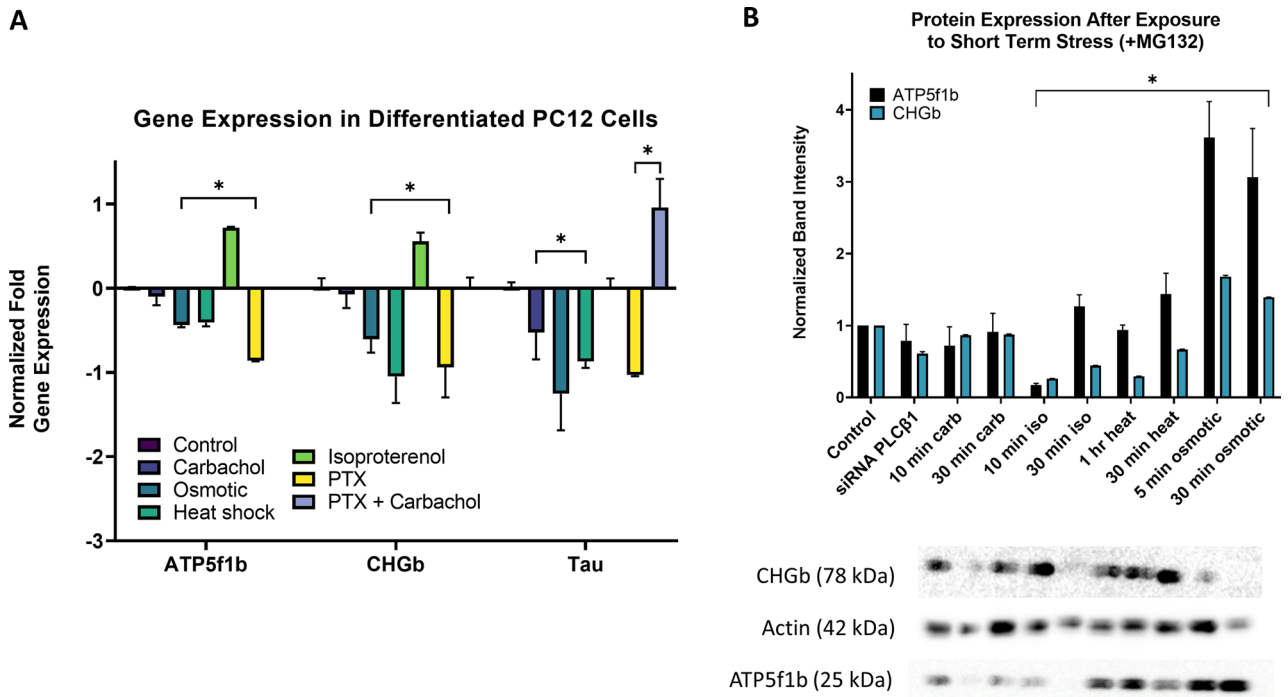 A
Gene Expression in Differentiated PC12 Cells
Normalized Fold
Gene Expression
1
0
-1
-2
-3
*
*
*
*
Control
Carbachol
Osmotic
Heat shock
Isoproterenol
PTX
PTX + Carbachol
ATP5f1b
CHGb
Tau
B
Protein Expression After Exposure
to Short Term Stress (+MG132)
*
ATP5f1b
CHGb
Normalized Band Intensity
4
3
2
1
0
Control
siRNA PLCβ1
10 min carb
30 min carb
10 min iso
30 min iso
1 hr heat
30 min heat
5 min osmotic
30 min osmotic
CHGb (78 kDa)
Actin (42 kDa)
ATP5f1b (25 kDa)